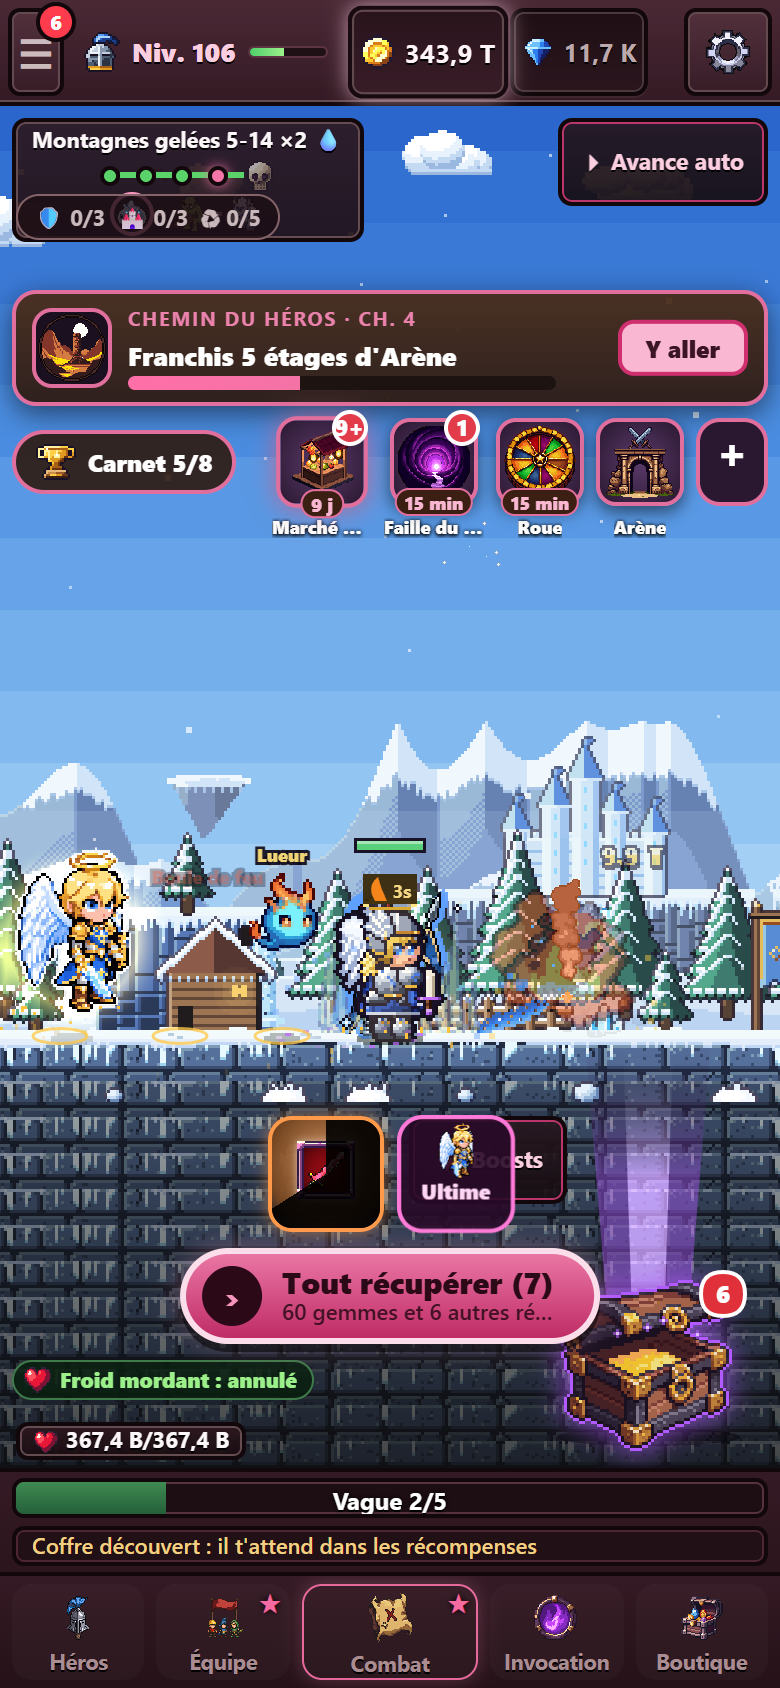 6
Niv. 106
343,9 T
11,7 K
Montagnes gelées 5-14 ×2
0/3
0/3
0/5
Avance auto
CHEMIN DU HÉROS · CH. 4
Franchis 5 étages d'Arène
Y aller
Carnet 5/8
9+
9 j
Marché ...
1
15 min
Faille du ...
15 min
Roue
Arène
+
9,9 T
Lueur
3s
Ultime
sts
Tout récupérer (7)
60 gemmes et 6 autres ré...
6
Froid mordant : annulé
367,4 B/367,4 B
Vague 2/5
Coffre découvert : il t'attend dans les récompenses
Héros
Équipe
Combat
Invocation
Boutique